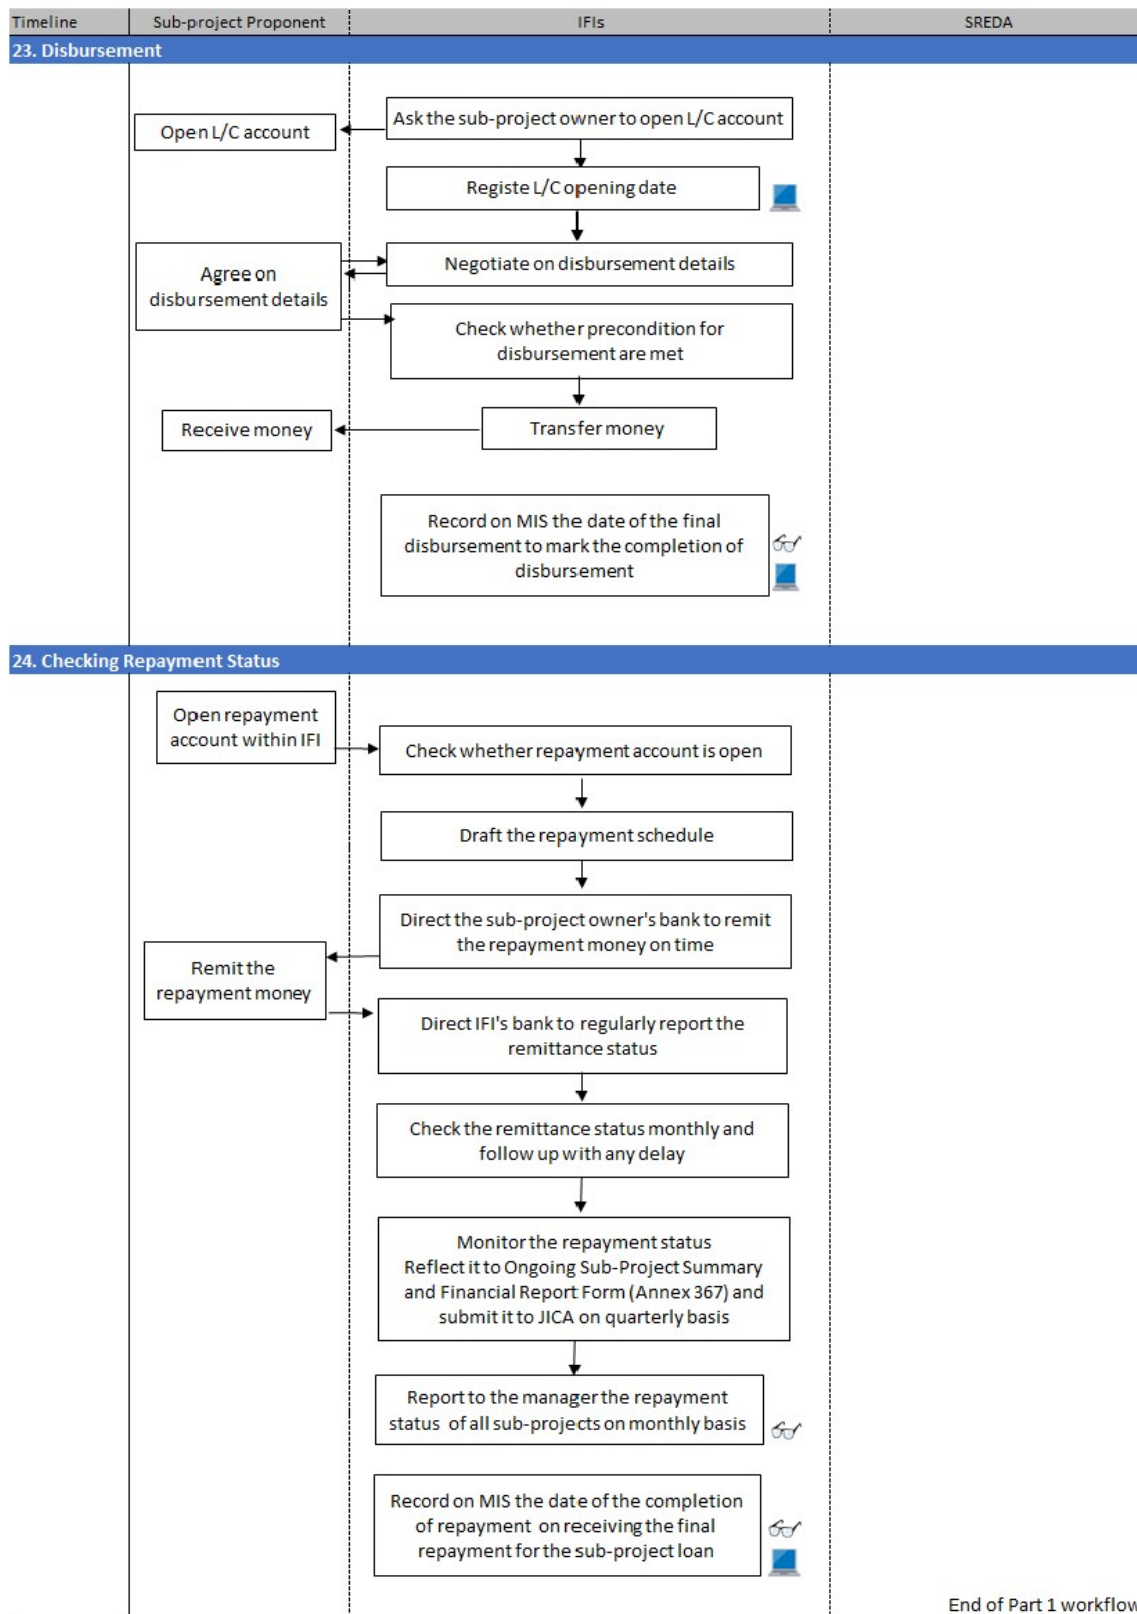 Timeline
Sub-project Proponent
IFIs
SREDA
23. Disbursement
Ask the sub-project owner to open L/C account
Open L/C account
Registe L/C opening date
Negotiate on disbursement details
Agree on
disbursement details
Check whether precondition for
disbursement are met
Transfer money
Receive money
Record on MIS the date of the final
disbursement to mark the completion of
disbursement
24. Checking Repayment Status
Open repayment
account within IFI
Check whether repayment account is open
Draft the repayment schedule
Direct the sub-project owner's bank to remit
the repayment money on time
Remit the
repayment money
Direct IFI's bank to regularly report the
remittance status
Check the remittance status monthly and
follow up with any delay
Monitor the repayment status
Reflect it to Ongoing Sub-Project Summary
and Financial Report Form (Annex 367) and
submit it to JICA on quarterly basis
Report to the manager the repayment
status of all sub-projects on monthly basis
Record on MIS the date of the completion
of repayment on receiving the final
repayment for the sub-project loan
End of Part 1 workflow